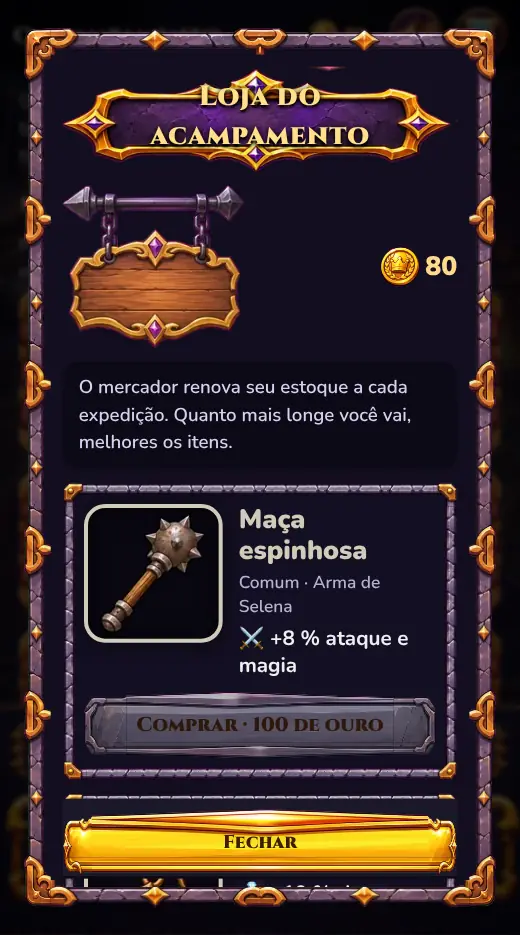 Loja do
acampamento
80
O mercador renova seu estoque a cada
expedição. Quanto mais longe você vai,
melhores os itens.
Maça
espinhosa
Comum · Arma de
Selena
⚔️ +8 % ataque e
magia
Comprar · 100 de ouro
Fechar